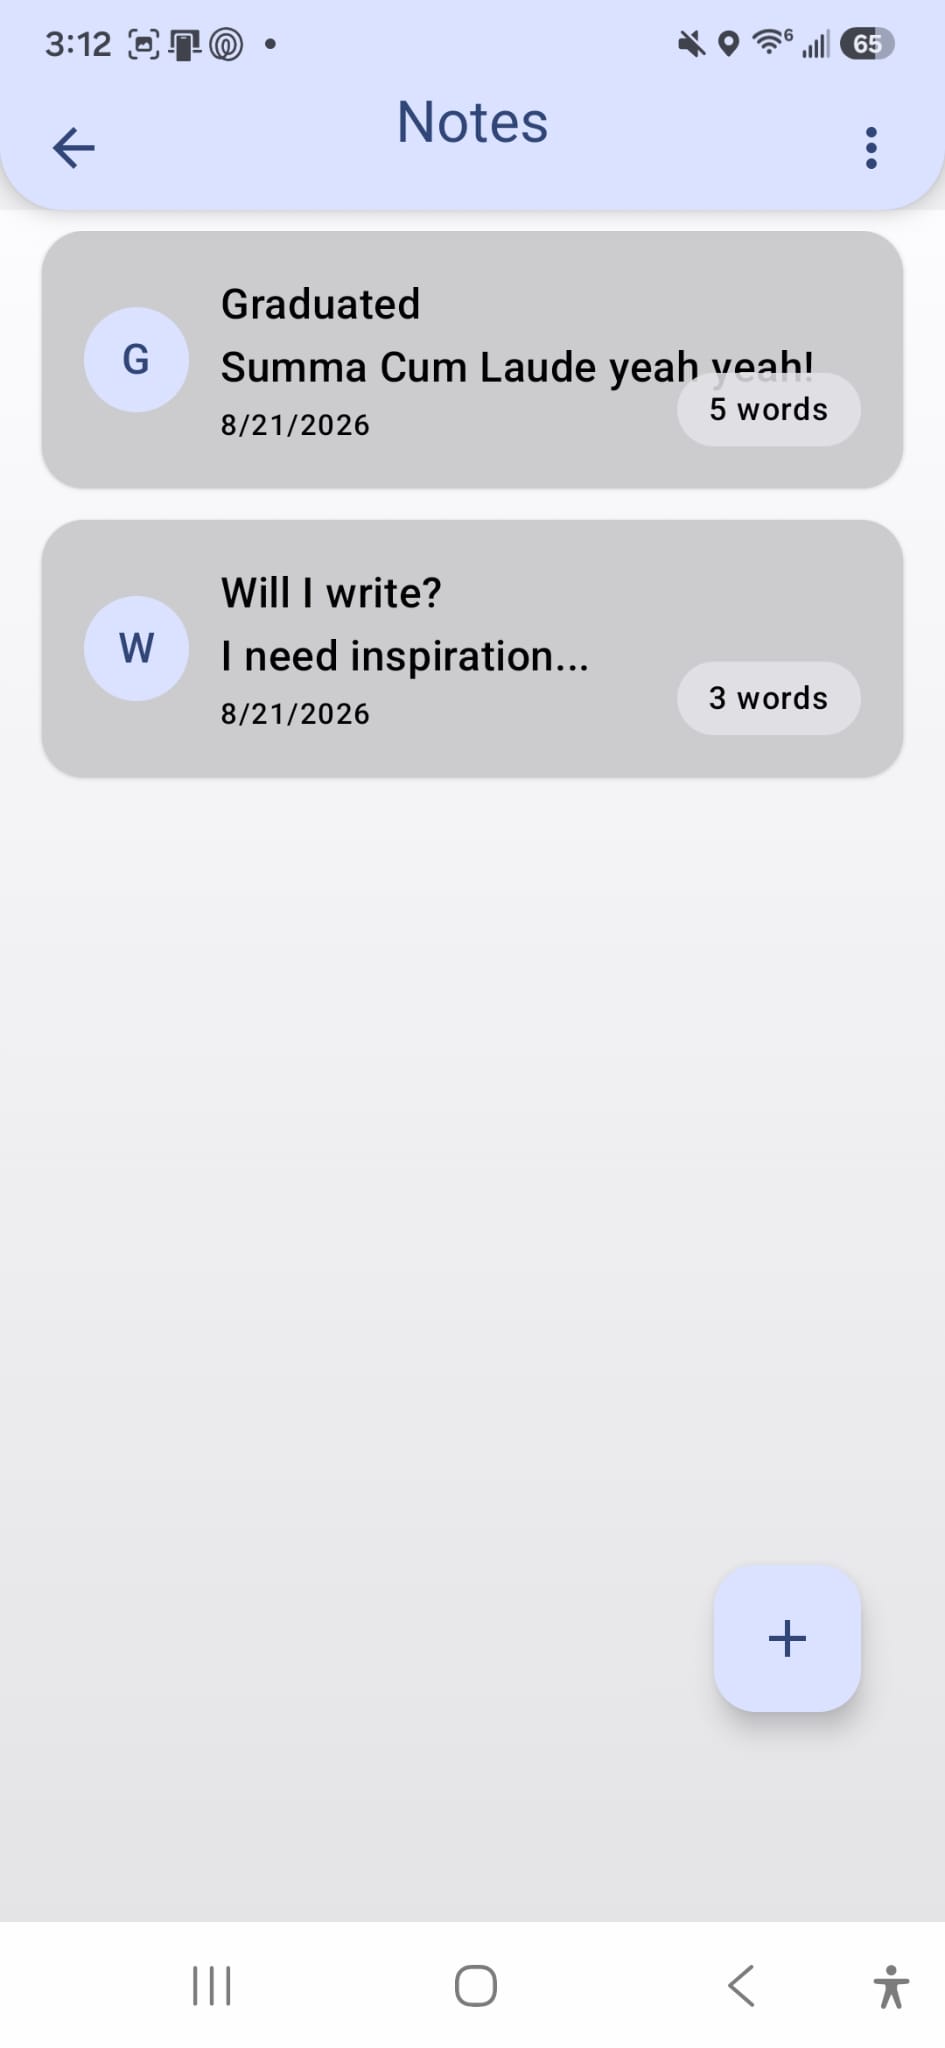 3:12
6
65
Notes
G
Graduated
Summa Cum Laude yeah yeah!
8/21/2026
5 words
W
Will I write?
I need inspiration...
8/21/2026
3 words